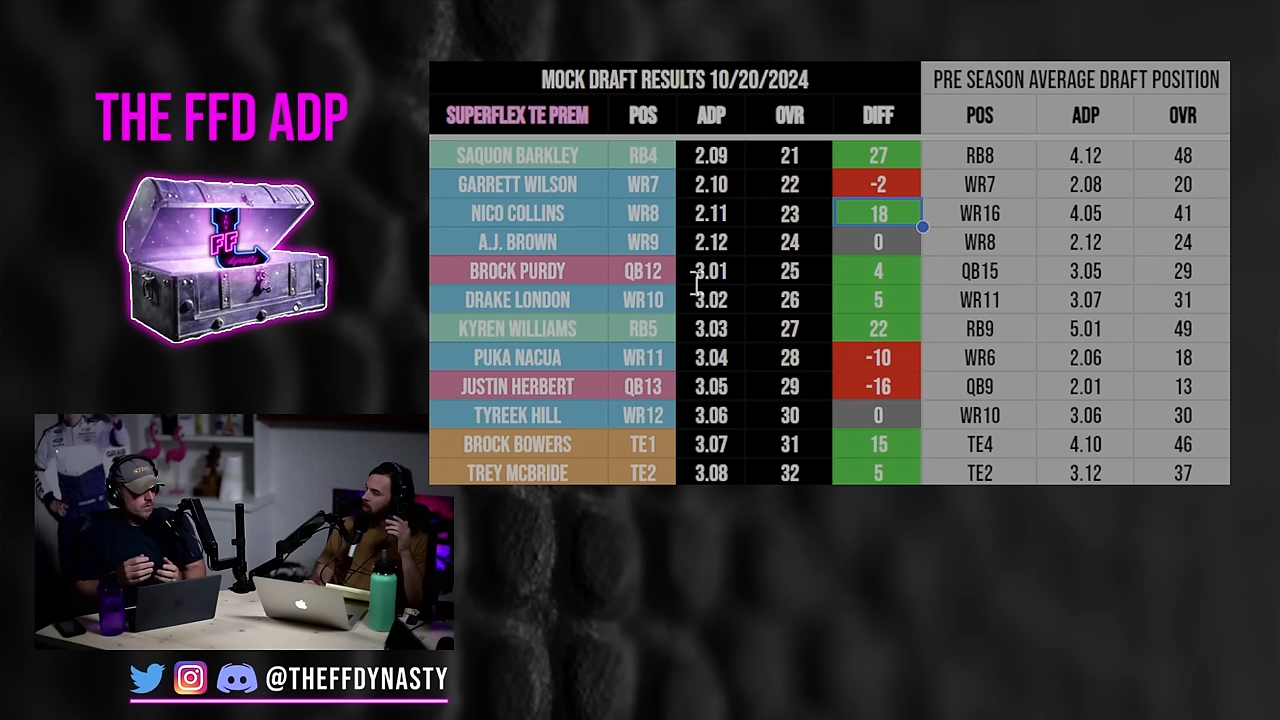 THE FFD ADP
FF
dynasty
MOCK DRAFT RESULTS 10/20/2024 PRE SEASON AVERAGE DRAFT POSITION
SUPERFLEX TE PREM POS ADP OVR DIFF POS ADP OVR
SAQUON BARKLEY RB4 2.09 21 27 RB8 4.12 48
GARRETT WILSON WR7 2.10 22 -2 WR7 2.08 20
NICO COLLINS WR8 2.11 23 18 WR16 4.05 41
A.J. BROWN WR9 2.12 24 0 WR8 2.12 24
BROCK PURDY QB12 3.01 25 4 QB15 3.05 29
DRAKE LONDON WR10 3.02 26 5 WR11 3.07 31
KYREN WILLIAMS RB5 3.03 27 22 RB9 5.01 49
PUKA NACUA WR11 3.04 28 -10 WR6 2.06 18
JUSTIN HERBERT QB13 3.05 29 -16 QB9 2.01 13
TYREEK HILL WR12 3.06 30 0 WR10 3.06 30
BROCK BOWERS TE1 3.07 31 15 TE4 4.10 46
TREY MCBRIDE TE2 3.08 32 5 TE2 3.12 37
@THEFFDYNASTY